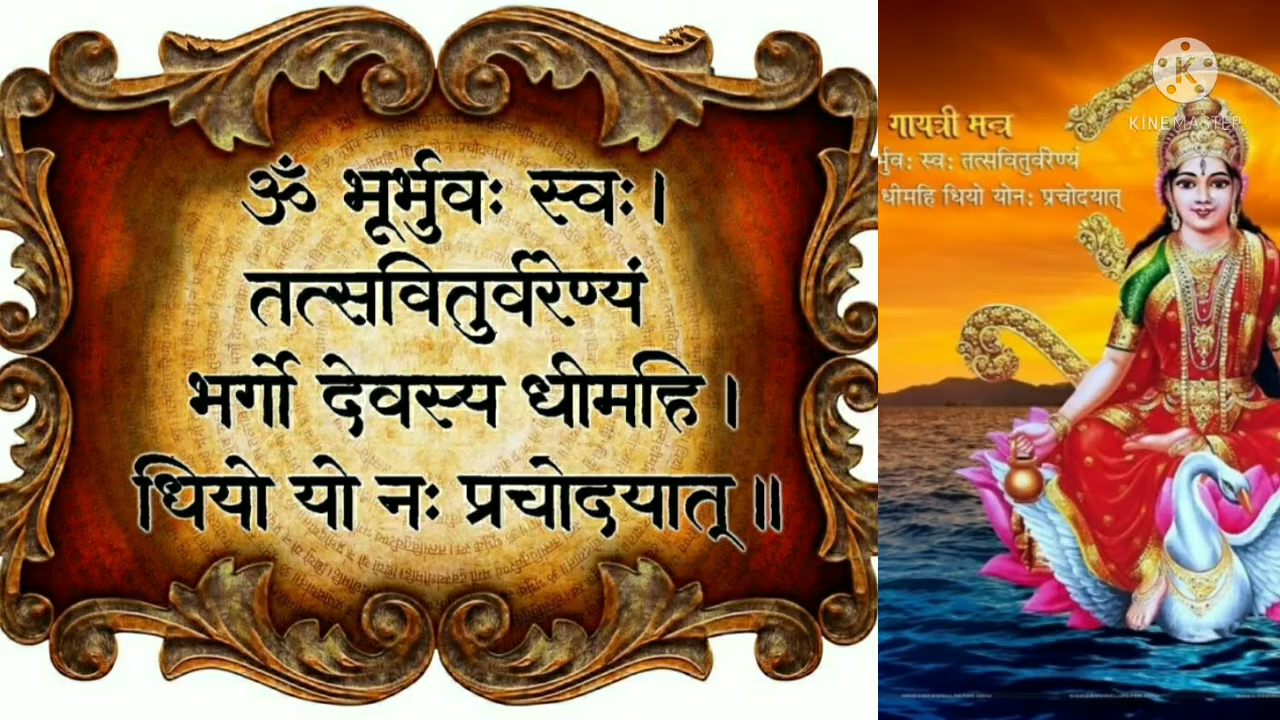 ॐ भूर्भुवः स्वः।
तत्सवितुर्वरेण्यं
भर्गो देवस्य धीमहि।
धियो यो नः प्रचोदयात्॥
गायत्री मन्त्र
स्वः तत्सवितुर्वरेण्यं
धीमहि धियो योनः प्रचोदयात्
KINEMASTER